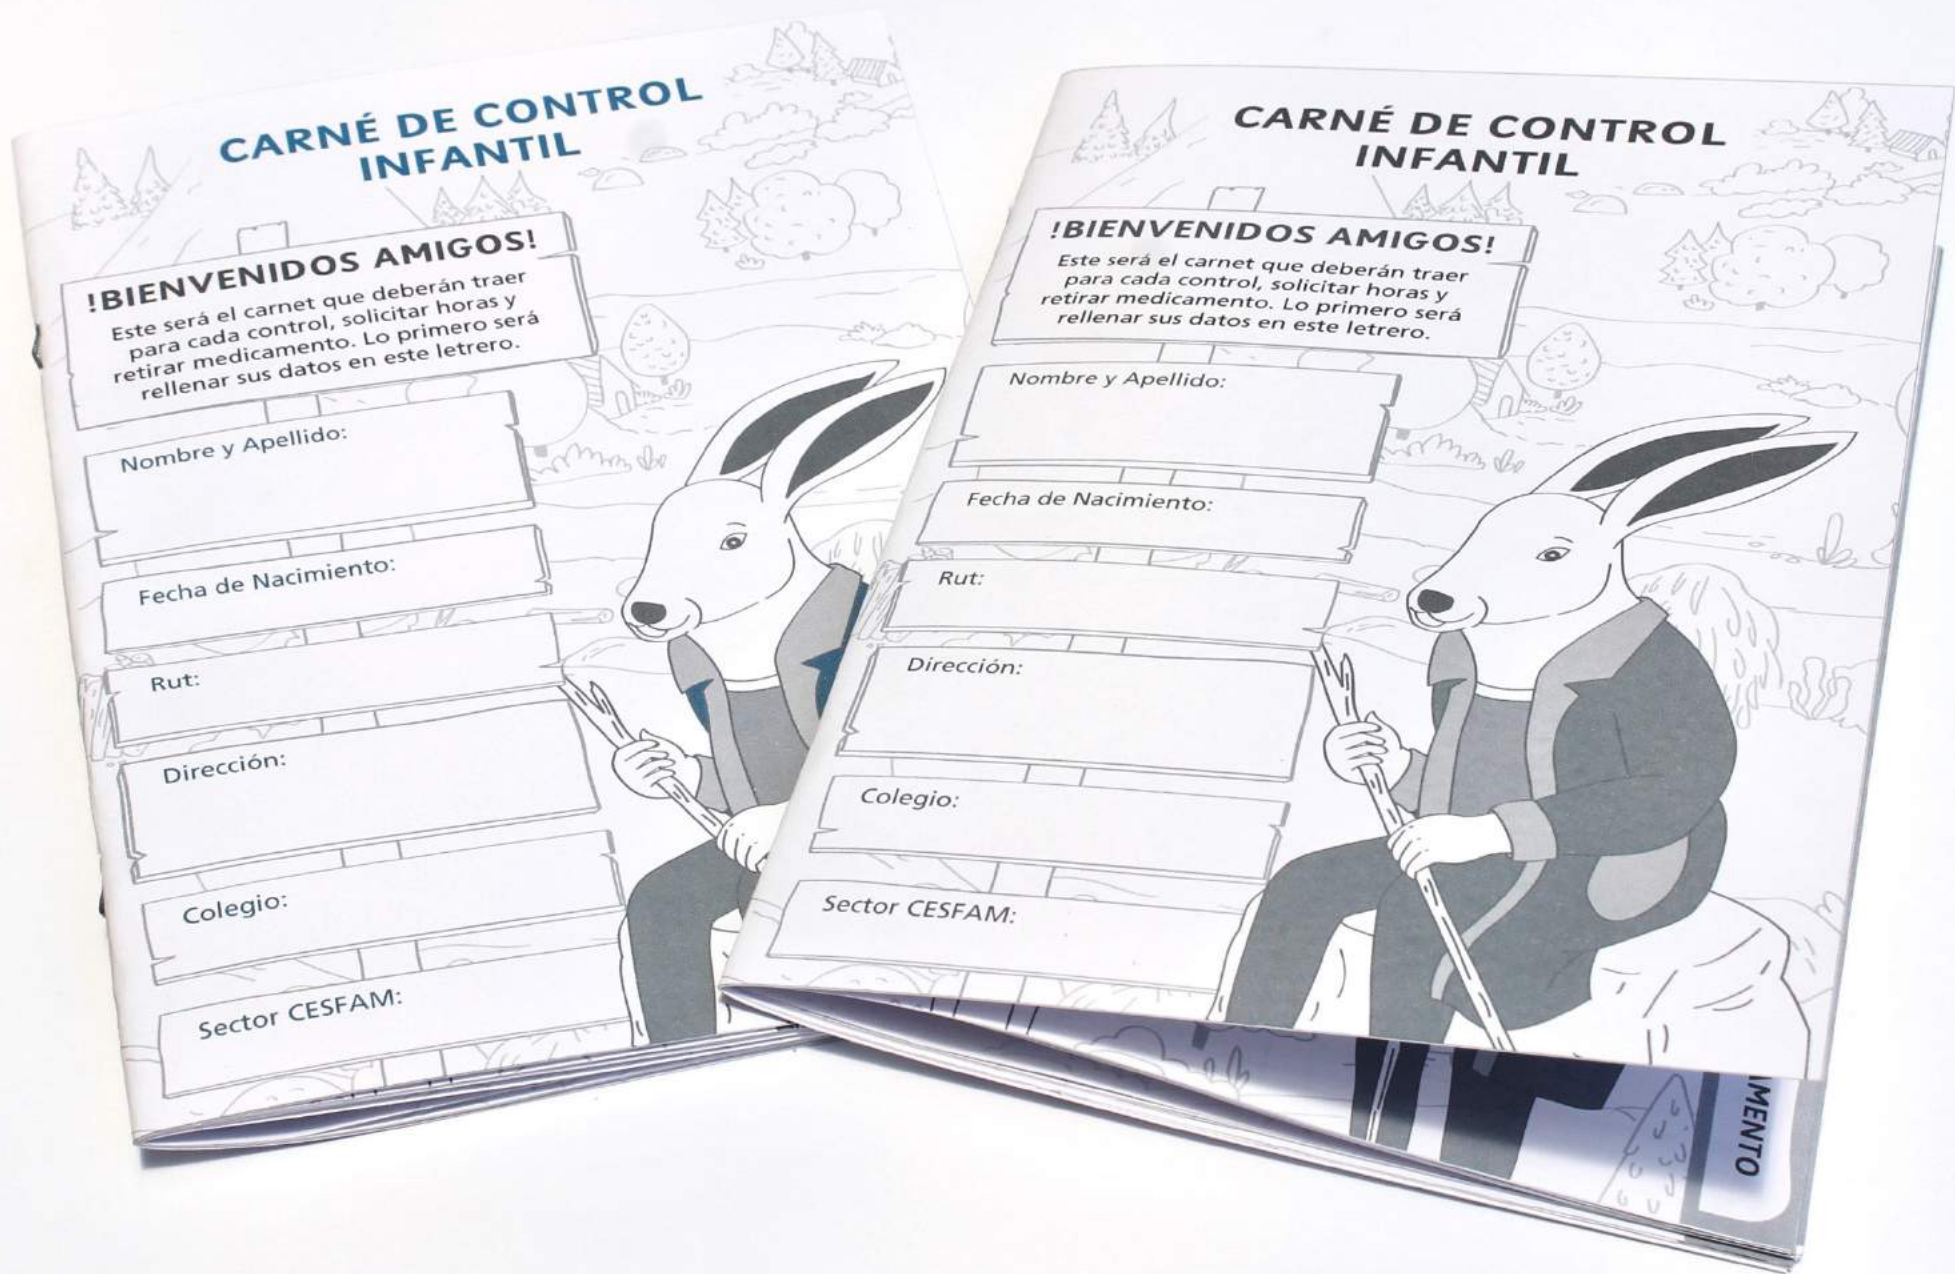 CARNÉ DE CONTROL
INFANTIL
!BIENVENIDOS AMIGOS!
Este será el carnet que deberán traer
para cada control, solicitar horas y
retirar medicamento. Lo primero será
rellenar sus datos en este letrero.
Nombre y Apellido:
Fecha de Nacimiento:
Rut:
Dirección:
Colegio:
Sector CESFAM:
CARNÉ DE CONTROL
INFANTIL
!BIENVENIDOS AMIGOS!
Este será el carnet que deberán traer
para cada control, solicitar horas y
retirar medicamento. Lo primero será
rellenar sus datos en este letrero.
Nombre y Apellido:
Fecha de Nacimiento:
Rut:
Dirección:
Colegio:
Sector CESFAM:
AMENTO